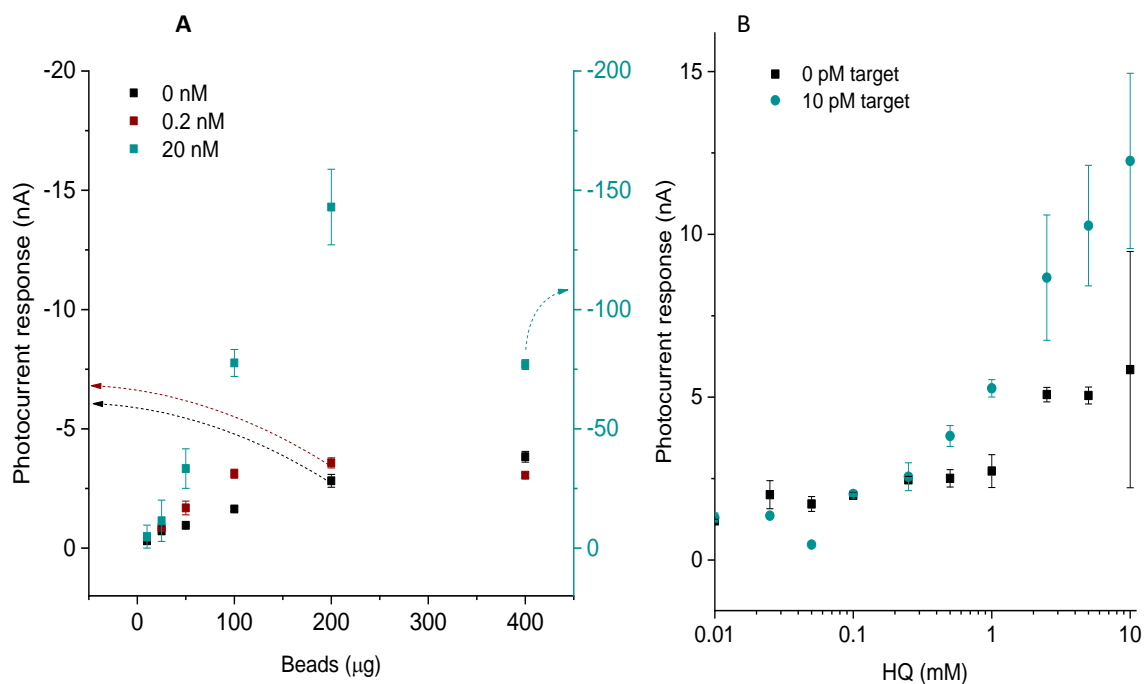 A
B
-20
-15
-10
-5
0
-200
-150
-100
-50
-0
0 nM
0.2 nM
20 nM
Photocurrent response (nA)
0
100
200
300
400
Beads (μg)
15
10
5
0
0 pM target
10 pM target
Photocurrent response (nA)
0.01
0.1
1
10
HQ (mM)